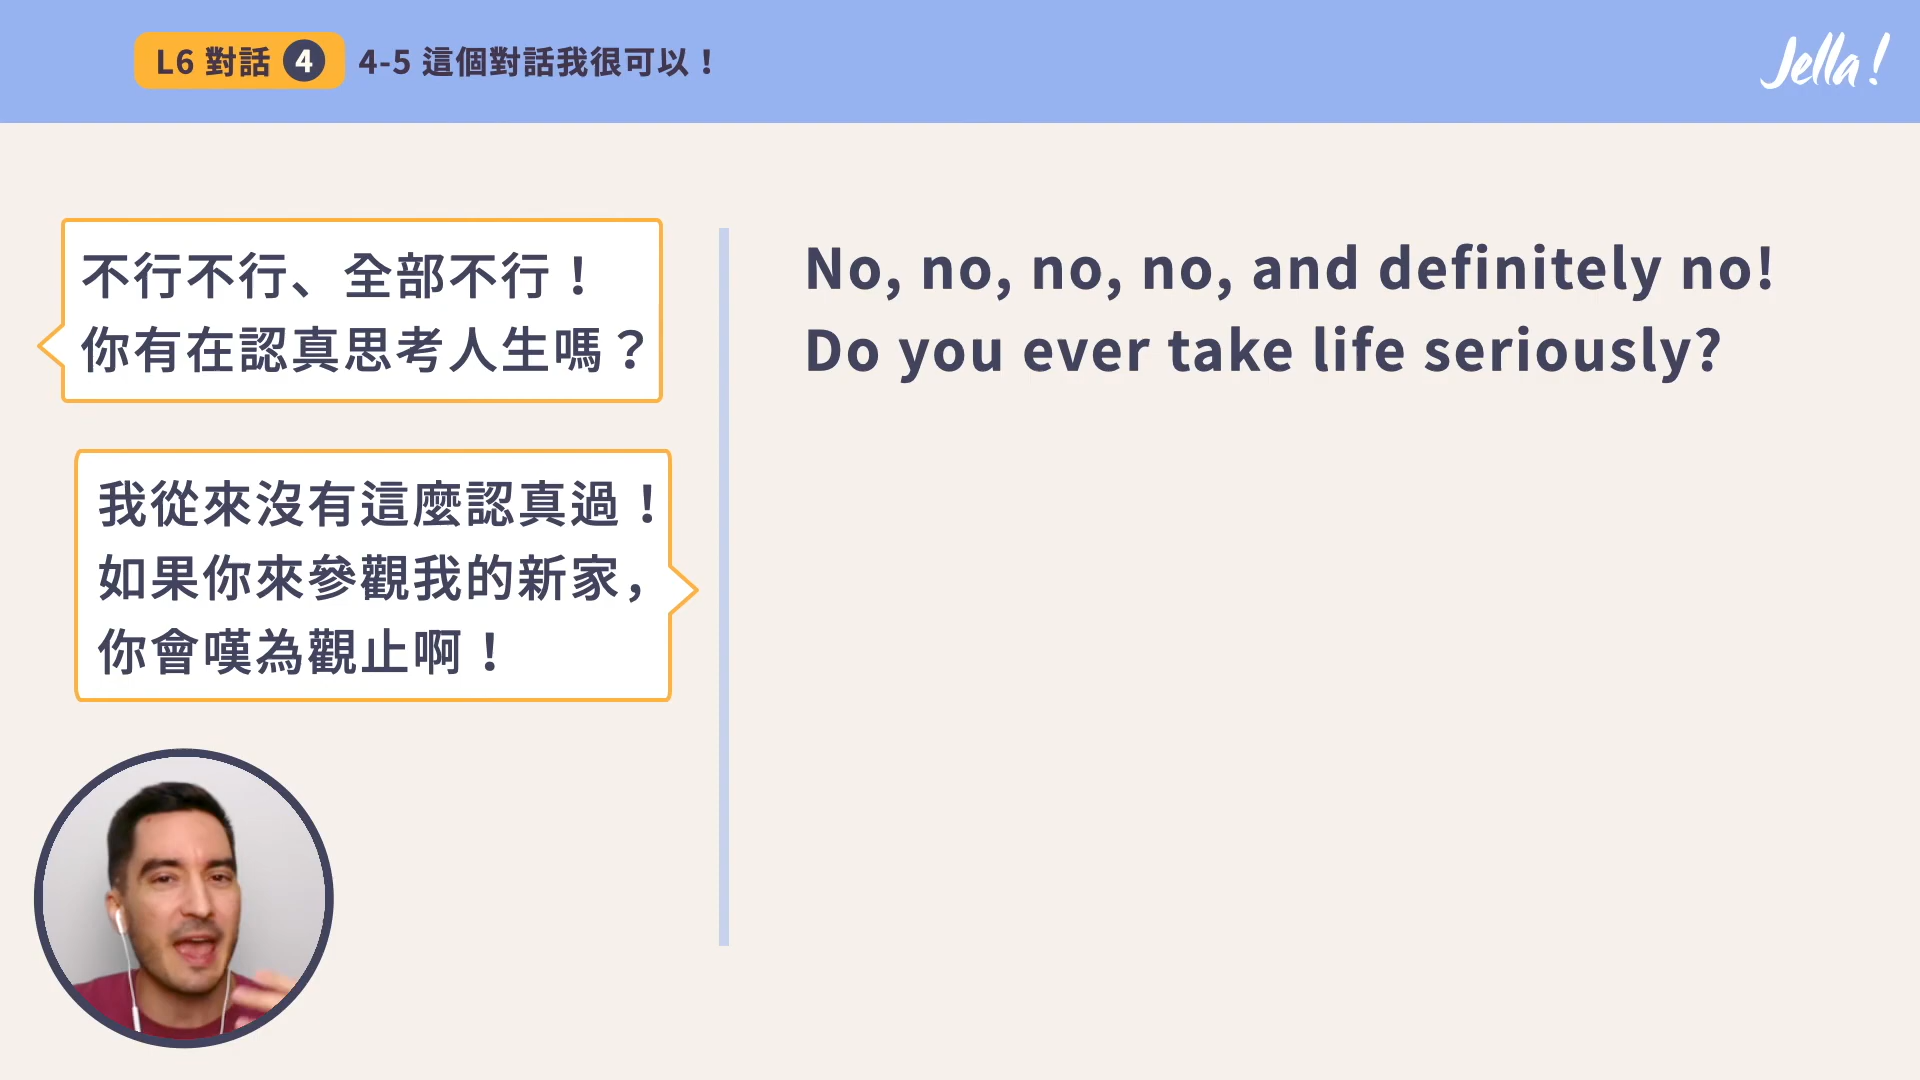 L6 對話 4 4-5 這個對話我很可以！
Jella!
不行不行、全部不行！
你有在認真思考人生嗎？
我從來沒有這麼認真過！
如果你來參觀我的新家，
你會嘆為觀止啊！
No, no, no, no, and definitely no!
Do you ever take life seriously?